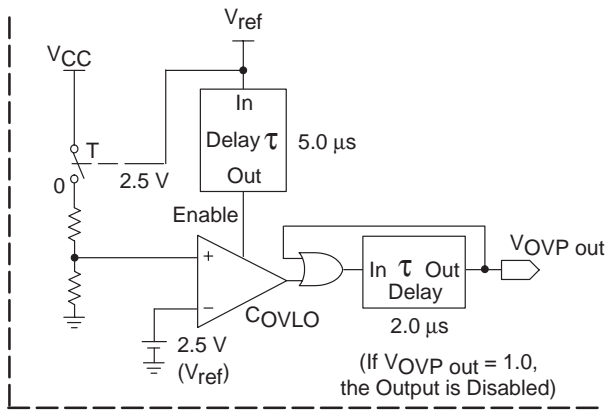 Vref
VCC
In
Delay τ
Out
5.0 µs
T
0
2.5 V
Enable
+
–
COVLO
2.5 V
(Vref)
In τ Out
Delay
2.0 µs
VOVP out
(If VOVP out = 1.0,
the Output is Disabled)